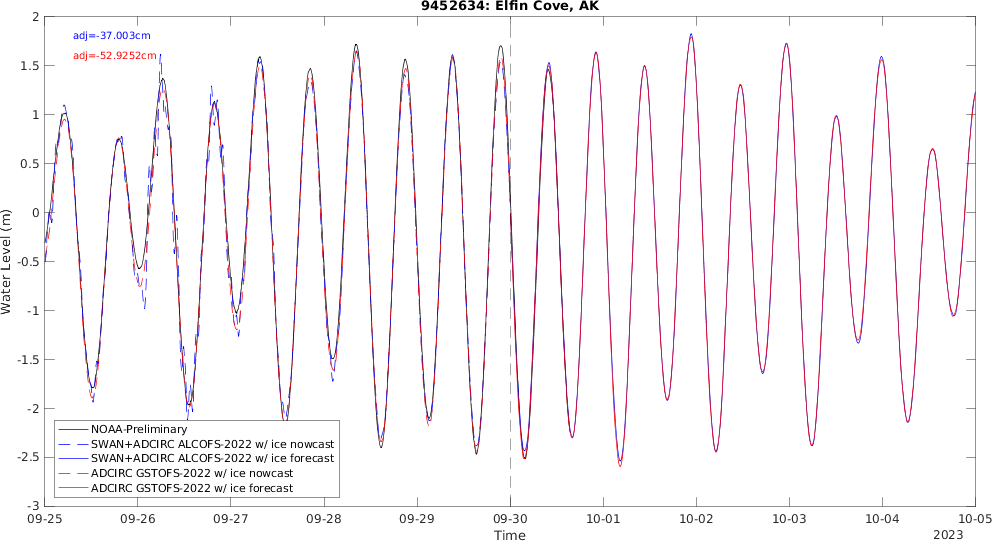 9452634: Elfin Cove, AK
adj=-37.003cm
adj=-52.9252cm
Water Level (m)
2
1.5
1
0.5
0
-0.5
-1
-1.5
-2
-2.5
-3
NOAA-Preliminary
SWAN+ADCIRC ALCOFS-2022 w/ ice nowcast
SWAN+ADCIRC ALCOFS-2022 w/ ice forecast
ADCIRC GSTOFS-2022 w/ ice nowcast
ADCIRC GSTOFS-2022 w/ ice forecast
09-25 09-26 09-27 09-28 09-29 09-30 10-01 10-02 10-03 10-04 10-05
Time
2023